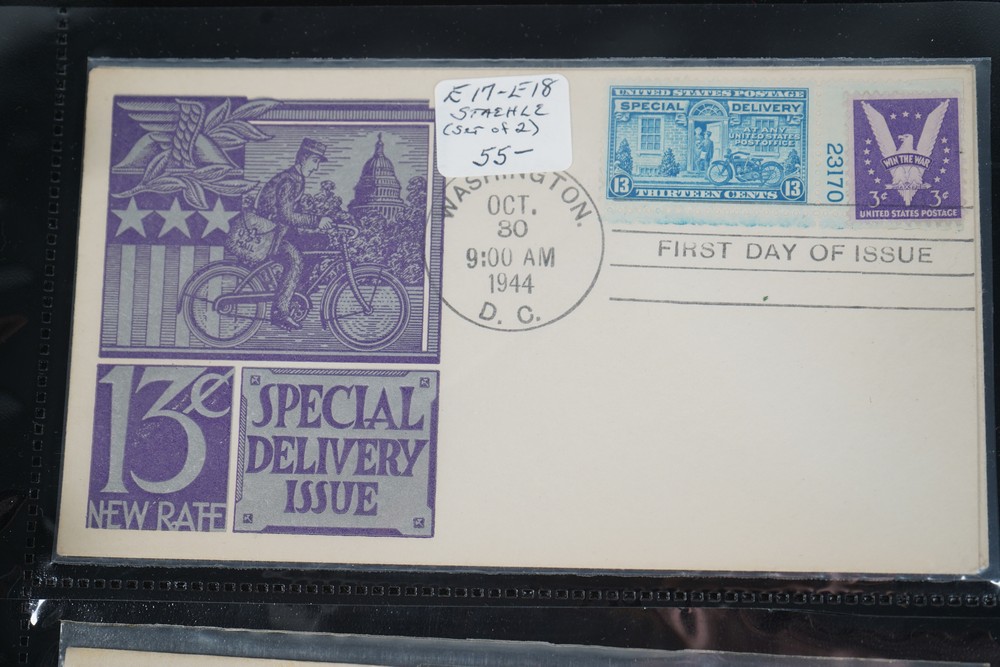 E17-E18
STAEHLE
(set of 2)
55-
UNITED STATES POSTAGE
SPECIAL DELIVERY
AT ANY
UNITED STATES
POST OFFICE
13 THIRTEEN CENTS 13
23170
WIN THE WAR
3¢ 3¢
UNITED STATES POSTAGE
WASHINGTON,
OCT.
30
9:00 AM
1944
D. C.
FIRST DAY OF ISSUE
13¢
NEW RATE
SPECIAL
DELIVERY
ISSUE